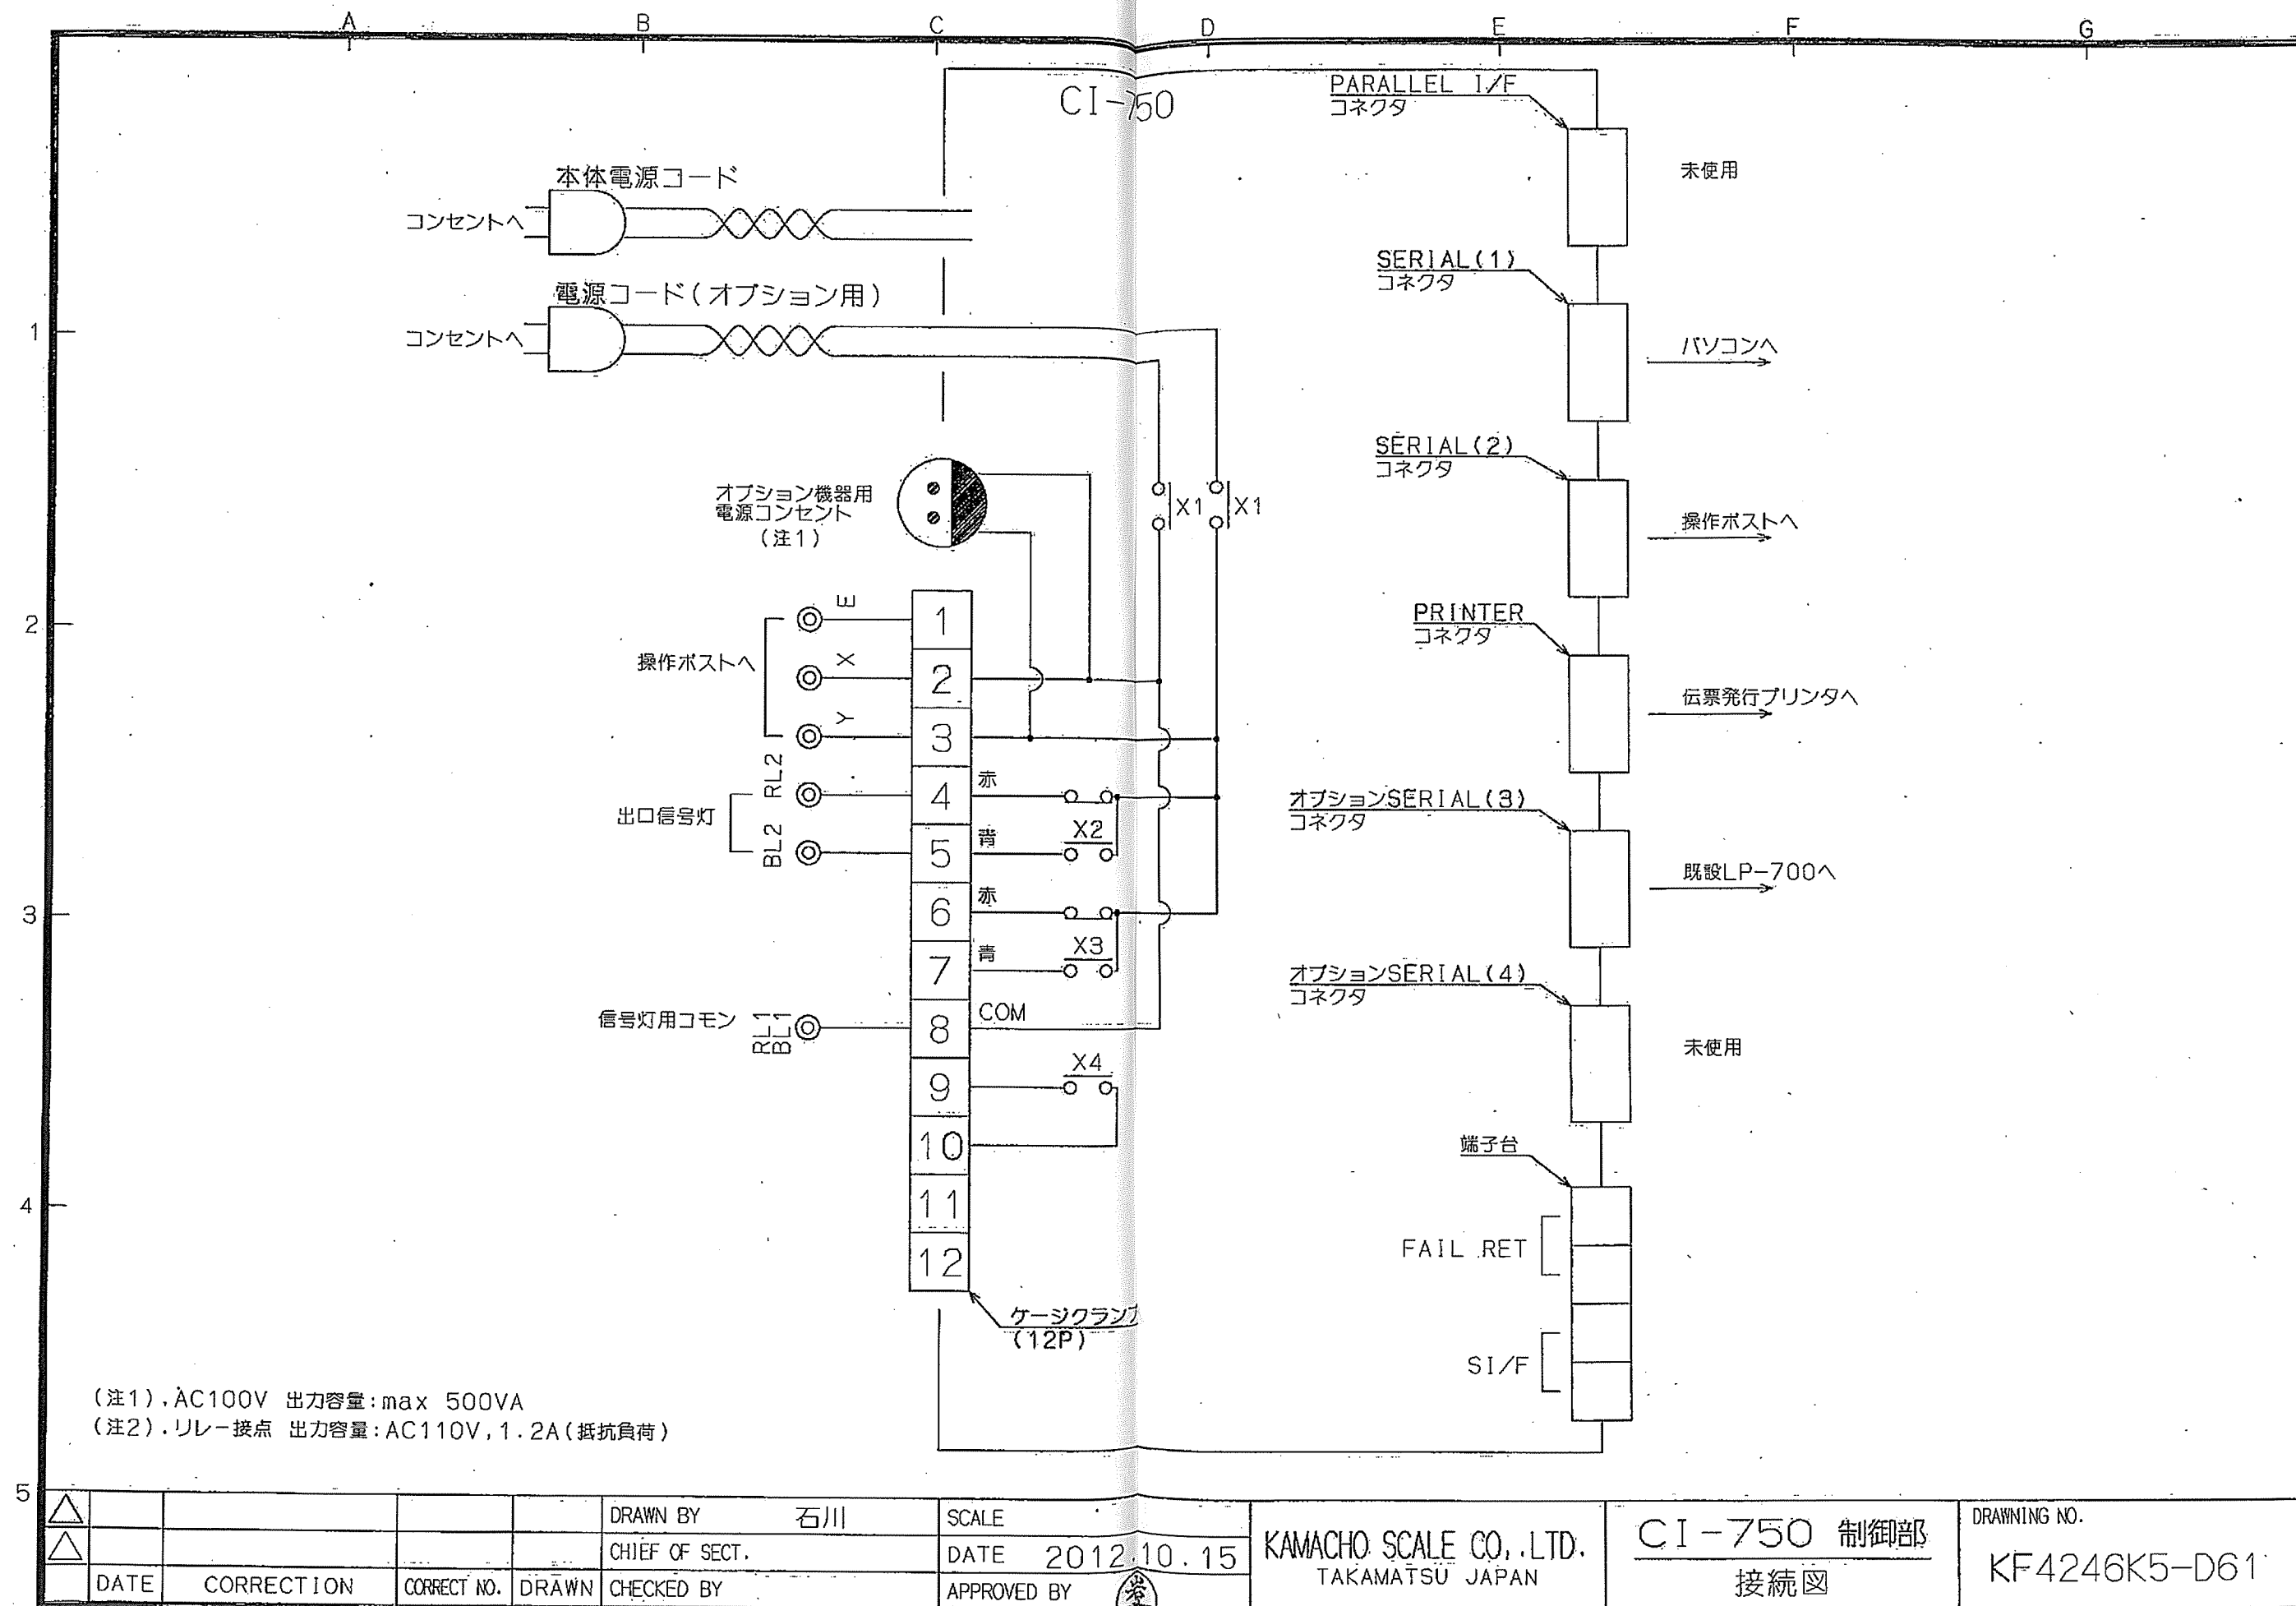 A B C D E F G
1
2
3
4
5
CI-750
本体電源コード
コンセントへ
電源コード(オプション用)
コンセントへ
オプション機器用
電源コンセント
(注1)
X1 X1
操作ポストへ
E
X
Y
出口信号灯
RL2
BL2
信号灯用コモン
RL1
BL1
1
2
3
4
5
6
7
8
9
10
11
12
赤
青
X2
赤
青
X3
COM
X4
ケージクランプ
(12P)
PARALLEL I/F
コネクタ
未使用
SERIAL(1)
コネクタ
パソコンへ
SERIAL(2)
コネクタ
操作ポストへ
PRINTER
コネクタ
伝票発行プリンタへ
オプションSERIAL(3)
コネクタ
既設LP-700へ
オプションSERIAL(4)
コネクタ
未使用
端子台
FAIL RET
SI/F
(注1).AC100V 出力容量:max 500VA
(注2).リレー接点 出力容量:AC110V,1.2A(抵抗負荷)
DATE CORRECTION CORRECT NO. DRAWN
DRAWN BY 石川
CHIEF OF SECT.
CHECKED BY
SCALE
DATE 2012.10.15
APPROVED BY
KAMACHO SCALE CO,.LTD.
TAKAMATSU JAPAN
CI-750 制御部
接続図
DRAWNING NO.
KF4246K5-D61